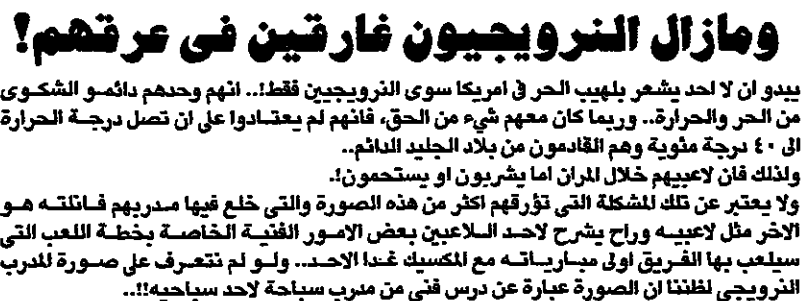 ومازال النرويجيون غارقين فى عرقهم!
يبدو ان لا احد يشعر بلهيب الحر في امريكا سوى النرويجيين فقط!.. انهم وحدهم دائمو الشكوى
من الحر والحرارة.. وربما كان معهم شيء من الحق، فانهم لم يعتادوا على ان تصل درجة الحرارة
الى ٤٠ درجة مئوية وهم القادمون من بلاد الجليد الدائم..
ولذلك فان لاعبيهم خلال المران اما يشربون او يستحمون!.
ولا يعتبر عن تلك المشكلة التى تؤرقهم اكثر من هذه الصورة والتى خلع فيها مدربهم فانلته هو
الاخر مثل لاعبيه وراح يشرح لاحد اللاعبين بعض الامور الفنية الخاصة بخطة اللعب التي
سيلعب بها الفريق اولى مبارياته مع المكسيك غدا الاحد.. ولو لم نتعرف على صورة المدرب
النرويجي لظننا ان الصورة عبارة عن درس فني من مدرب سباحة لاحد سباحيه!!..